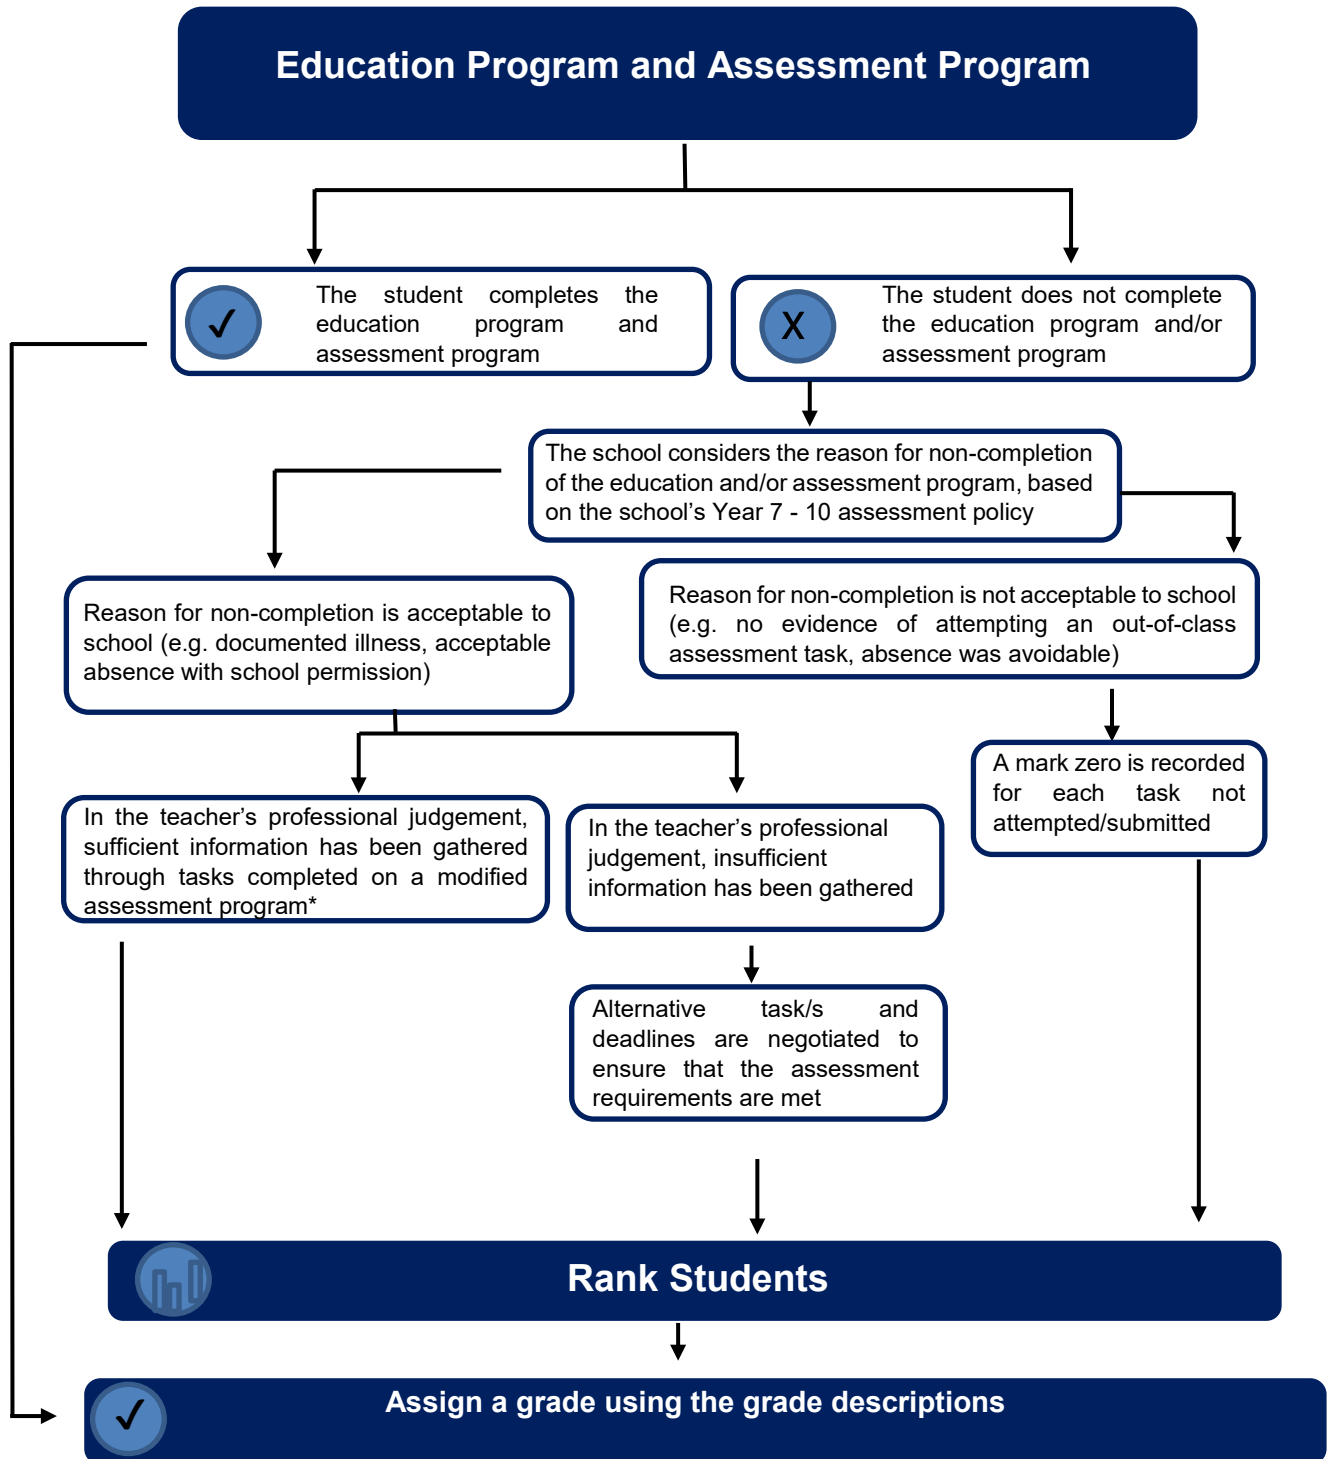 Education Program and Assessment Program
The student completes the
education program and
assessment program
X
The student does not complete
the education program and/or
assessment program
The school considers the reason for non-completion
of the education and/or assessment program, based
on the school’s Year 7 - 10 assessment policy
Reason for non-completion is acceptable to
school (e.g. documented illness, acceptable
absence with school permission)
Reason for non-completion is not acceptable to school
(e.g. no evidence of attempting an out-of-class
assessment task, absence was avoidable)
In the teacher’s professional judgement,
sufficient information has been gathered
through tasks completed on a modified
assessment program*
In the teacher’s professional
judgement, insufficient
information has been gathered
A mark zero is recorded
for each task not
attempted/submitted
Alternative task/s and
deadlines are negotiated to
ensure that the assessment
requirements are met
Rank Students
Assign a grade using the grade descriptions